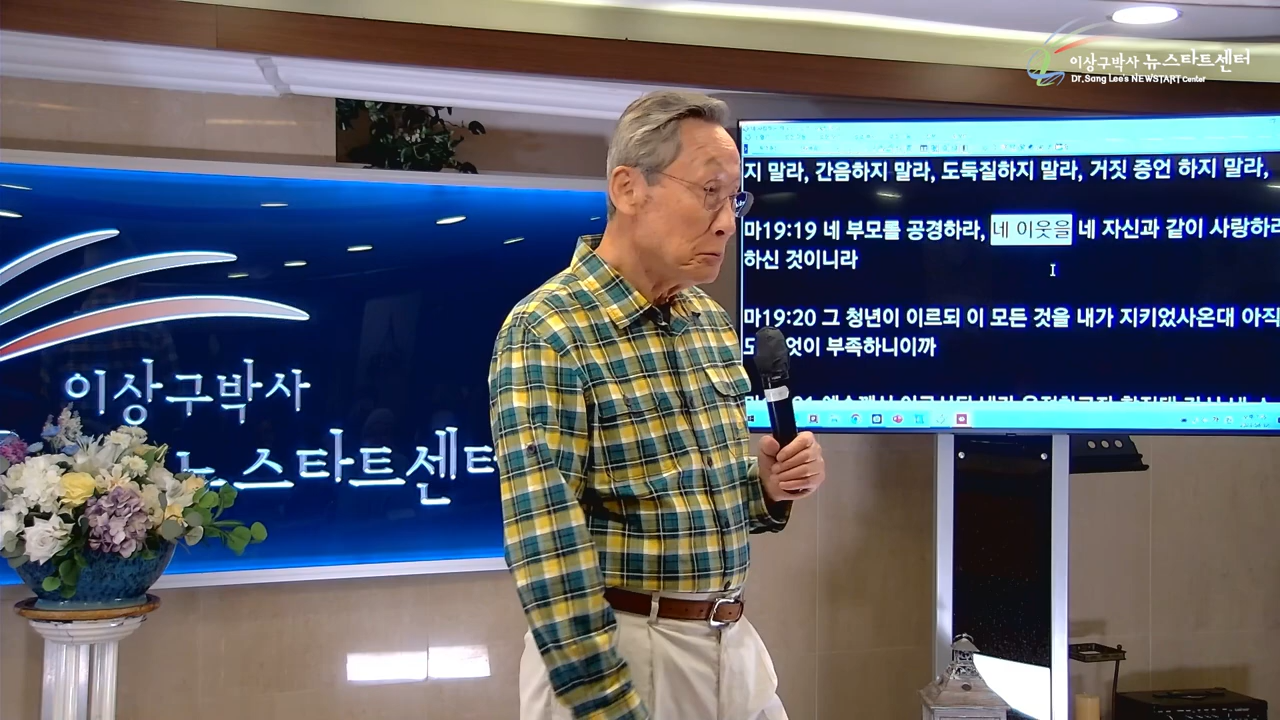 이상구박사 뉴스타트센터
Dr. Sang Lee's NEWSTART Center
지 말라, 간음하지 말라, 도둑질하지 말라, 거짓 증언 하지 말라,
마19:19 네 부모를 공경하라, 네 이웃을 네 자신과 같이 사랑하라
하신 것이니라
마19:20 그 청년이 이르되 이 모든 것을 내가 지키었사온대 아직
엇이 부족하니이까
이상구박사
뉴스타트센터